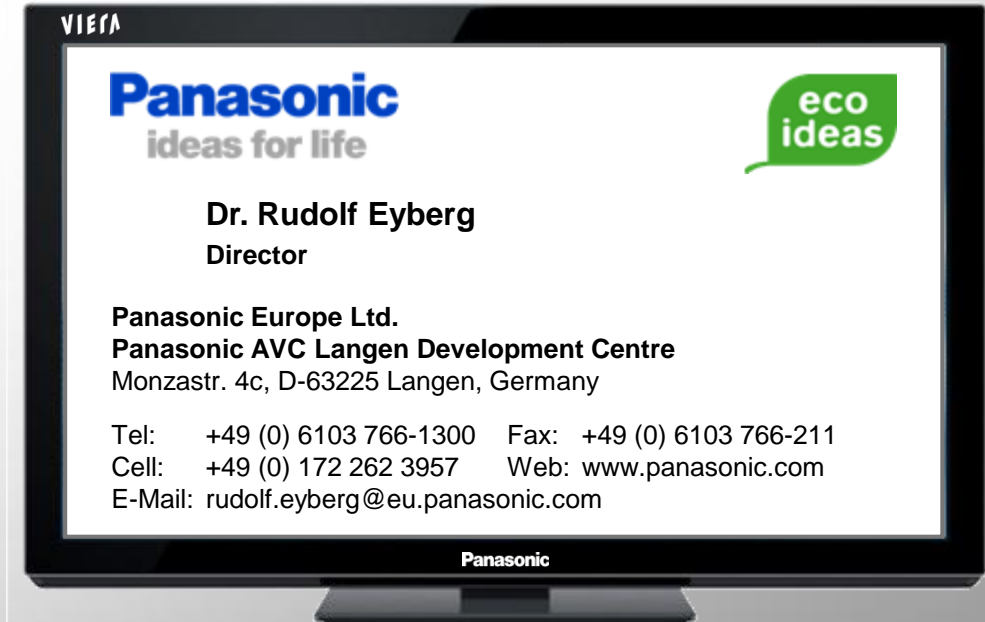 VIERA
Panasonic
ideas for life
eco
ideas
Dr. Rudolf Eyberg
Director
Panasonic Europe Ltd.
Panasonic AVC Langen Development Centre
Monzastr. 4c, D-63225 Langen, Germany
Tel: +49 (0) 6103 766-1300 Fax: +49 (0) 6103 766-211
Cell: +49 (0) 172 262 3957 Web: www.panasonic.com
E-Mail: rudolf.eyberg@eu.panasonic.com
Panasonic